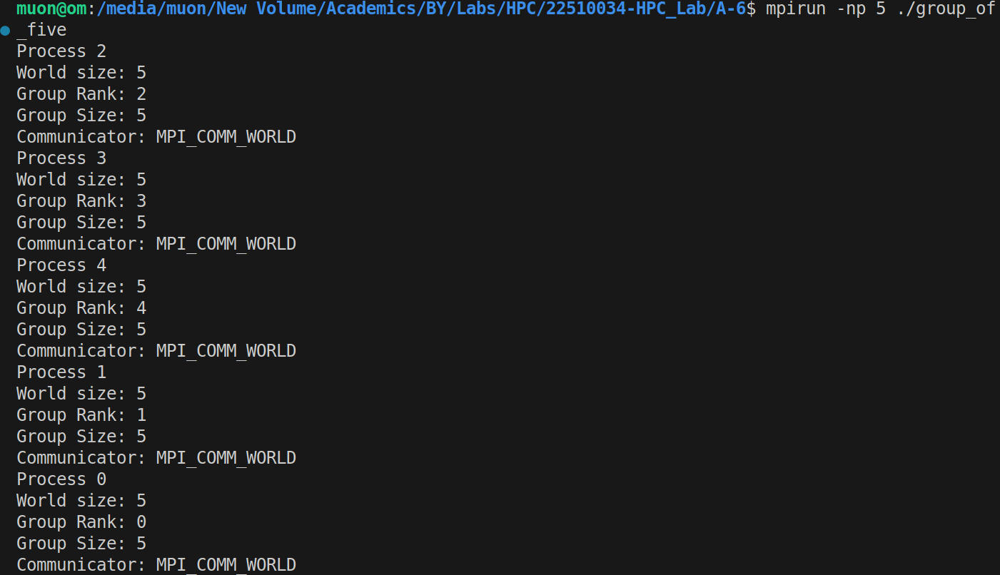 muon@om:/media/muon/New Volume/Academics/BY/Labs/HPC/22510034-HPC_Lab/A-6$ mpirun -np 5 ./group_of
_five
Process 2
World size: 5
Group Rank: 2
Group Size: 5
Communicator: MPI_COMM_WORLD
Process 3
World size: 5
Group Rank: 3
Group Size: 5
Communicator: MPI_COMM_WORLD
Process 4
World size: 5
Group Rank: 4
Group Size: 5
Communicator: MPI_COMM_WORLD
Process 1
World size: 5
Group Rank: 1
Group Size: 5
Communicator: MPI_COMM_WORLD
Process 0
World size: 5
Group Rank: 0
Group Size: 5
Communicator: MPI_COMM_WORLD